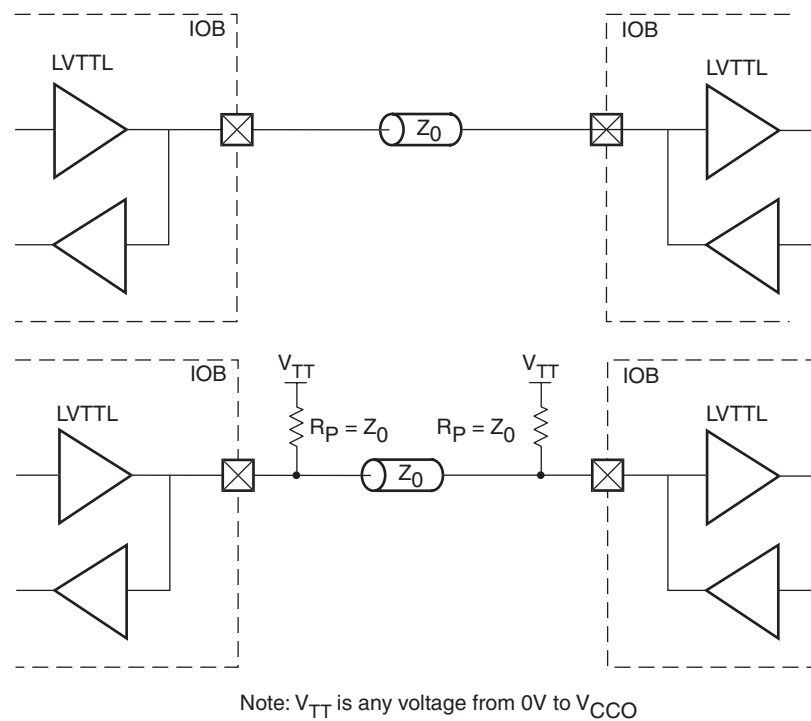 IOB
IOB
LVTTL
LVTTL
Z0
IOB
VTT
VTT
IOB
LVTTL
RP = Z0
RP = Z0
LVTTL
Z0
Note: VTT is any voltage from 0V to VCCO